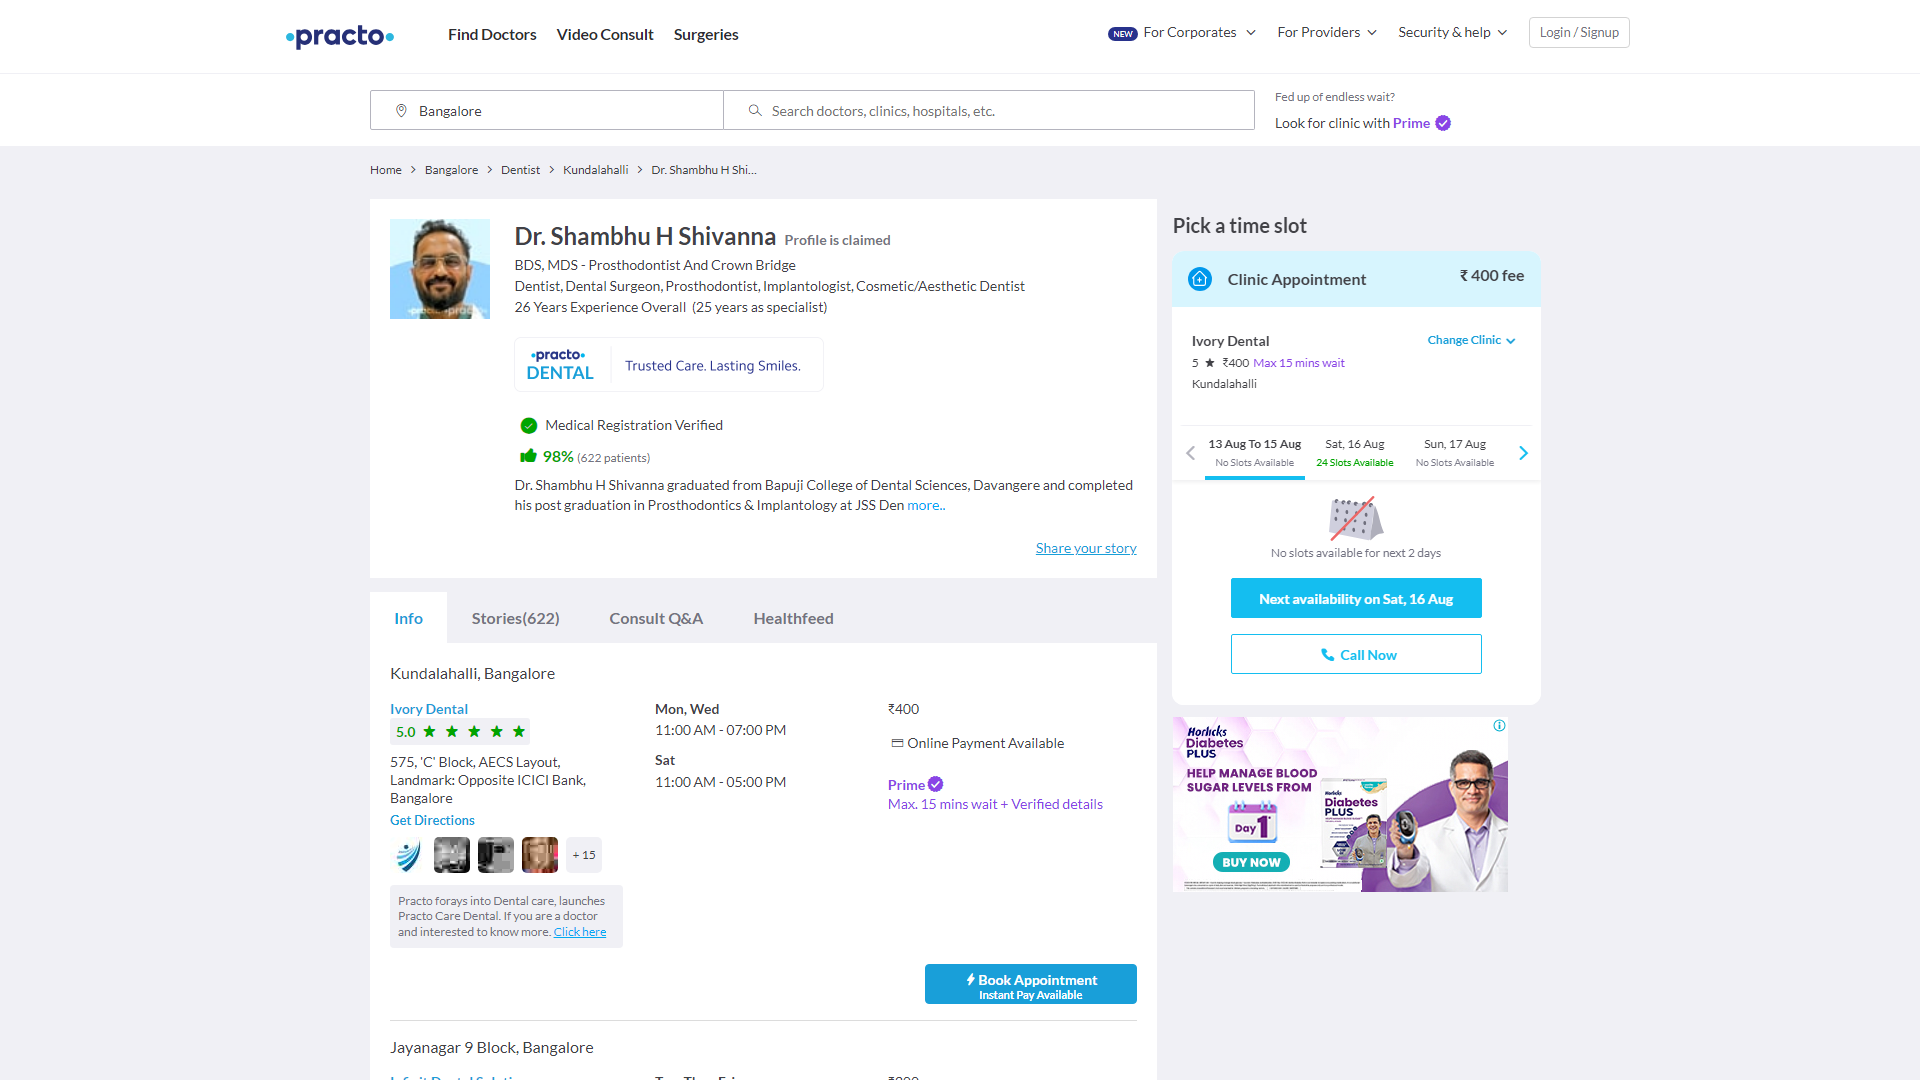 practo
Find Doctors
Video Consult
Surgeries
NEW For Corporates
For Providers
Security & help
Login / Signup
Bangalore
Search doctors, clinics, hospitals, etc.
Fed up of endless wait?
Look for clinic with Prime
Home > Bangalore > Dentist > Kundalahalli > Dr. Shambhu H Shi...
Dr. Shambhu H Shivanna Profile is claimed
BDS, MDS - Prosthodontist And Crown Bridge
Dentist, Dental Surgeon, Prosthodontist, Implantologist, Cosmetic/Aesthetic Dentist
26 Years Experience Overall (25 years as specialist)
practo
DENTAL
Trusted Care. Lasting Smiles.
Medical Registration Verified
98% (622 patients)
Dr. Shambhu H Shivanna graduated from Bapuji College of Dental Sciences, Davangere and completed
his post graduation in Prosthodontics & Implantology at JSS Den more..
Share your story
Info
Stories(622)
Consult Q&A
Healthfeed
Kundalahalli, Bangalore
Ivory Dental
5.0
575, 'C' Block, AECS Layout,
Landmark: Opposite ICICI Bank,
Bangalore
Get Directions
+ 15
Practo forays into Dental care, launches
Practo Care Dental. If you are a doctor
and interested to know more. Click here
Mon, Wed
11:00 AM - 07:00 PM
Sat
11:00 AM - 05:00 PM
₹400
Online Payment Available
Prime
Max. 15 mins wait + Verified details
Book Appointment
Instant Pay Available
Jayanagar 9 Block, Bangalore
Pick a time slot
Clinic Appointment
₹ 400 fee
Ivory Dental
Change Clinic
5 ★ ₹400 Max 15 mins wait
Kundalahalli
13 Aug To 15 Aug
No Slots Available
Sat, 16 Aug
24 Slots Available
Sun, 17 Aug
No Slots Available
No slots available for next 2 days
Next availability on Sat, 16 Aug
Call Now
Horlicks
Diabetes
PLUS
HELP MANAGE BLOOD
SUGAR LEVELS FROM
Day 1*
BUY NOW
Horlicks
Diabetes
PLUS